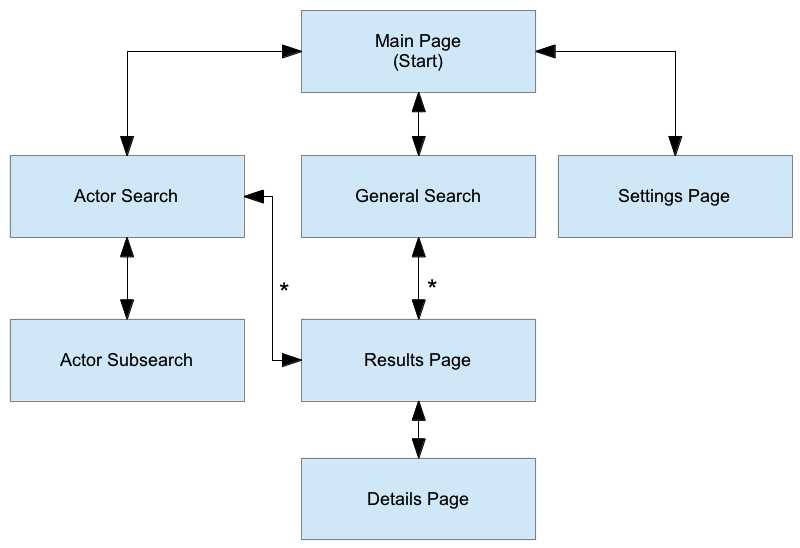 Main Page
(Start)
Actor Search
General Search
Settings Page
*
*
Actor Subsearch
Results Page
Details Page